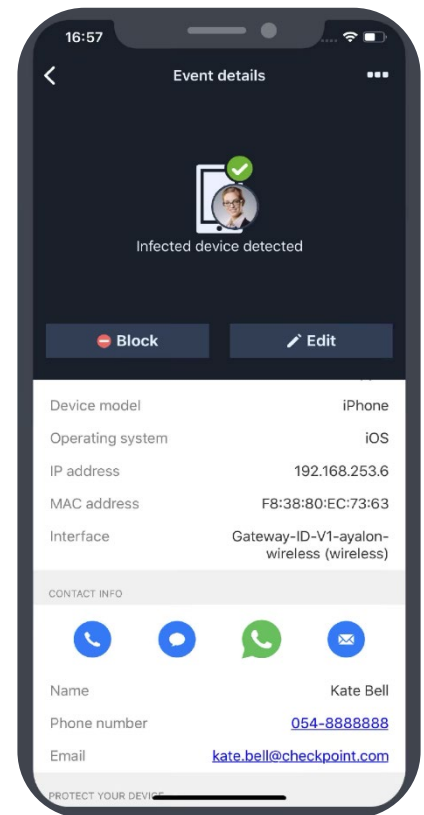 16:57
Event details
Infected device detected
Block
Edit
Device model
iPhone
Operating system
iOS
IP address
192.168.253.6
MAC address
F8:38:80:EC:73:63
Interface
Gateway-ID-V1-ayalon-
wireless (wireless)
CONTACT INFO
Name
Kate Bell
Phone number
054-8888888
Email
kate.bell@checkpoint.com
PROTECT YOUR DEVICE